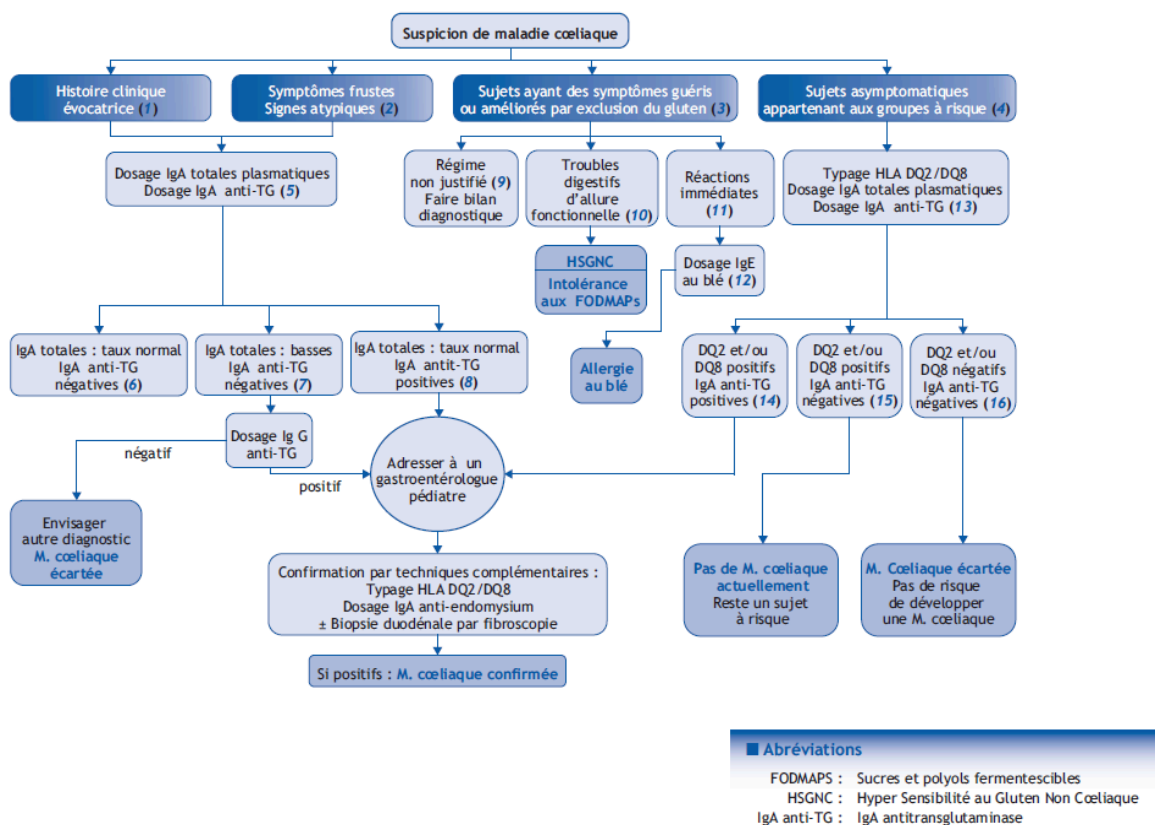 Suspicion de maladie cœliaque
Histoire clinique
évocatrice (1)
Symptômes frustes
Signes atypiques (2)
Sujets ayant des symptômes guéris
ou améliorés par exclusion du gluten (3)
Sujets asymptomatiques
appartenant aux groupes à risque (4)
Dosage IgA totales plasmatiques
Dosage IgA anti-TG (5)
Régime
non justifié (9)
Faire bilan
diagnostique
Troubles
digestifs
d'allure
fonctionnelle (10)
Réactions
immédiates
(11)
Typage HLA DQ2/DQ8
Dosage IgA totales plasmatiques
Dosage IgA anti-TG (13)
HSGNC
Intolérance
aux FODMAPs
Dosage IgE
au blé (12)
IgA totales : taux normal
IgA anti-TG
négatives (6)
IgA totales : basses
IgA anti-TG
négatives (7)
IgA totales : taux normal
IgA antit-TG
positives (8)
Allergie
au blé
DQ2 et/ou
DQ8 positifs
IgA anti-TG
positives (14)
DQ2 et/ou
DQ8 positifs
IgA anti-TG
négatives (15)
DQ2 et/ou
DQ8 négatifs
IgA anti-TG
négatives (16)
négatif
Dosage Ig G
anti-TG
positif
Adresser à un
gastroentérologue
pédiatre
Envisager
autre diagnostic
M. cœliaque
écartée
Confirmation par techniques complémentaires :
Typage HLA DQ2/DQ8
Dosage IgA anti-endomysium
± Biopsie duodénale par fibroscopie
Pas de M. cœliaque
actuellement
Reste un sujet
à risque
M. Cœliaque écartée
Pas de risque
de développer
une M. cœliaque
Si positifs : M. cœliaque confirmée
■ Abréviations
FODMAPS : Sucres et polyols fermentescibles
HSGNC : Hyper Sensibilité au Gluten Non Cœliaque
IgA anti-TG : IgA antitransglutaminase